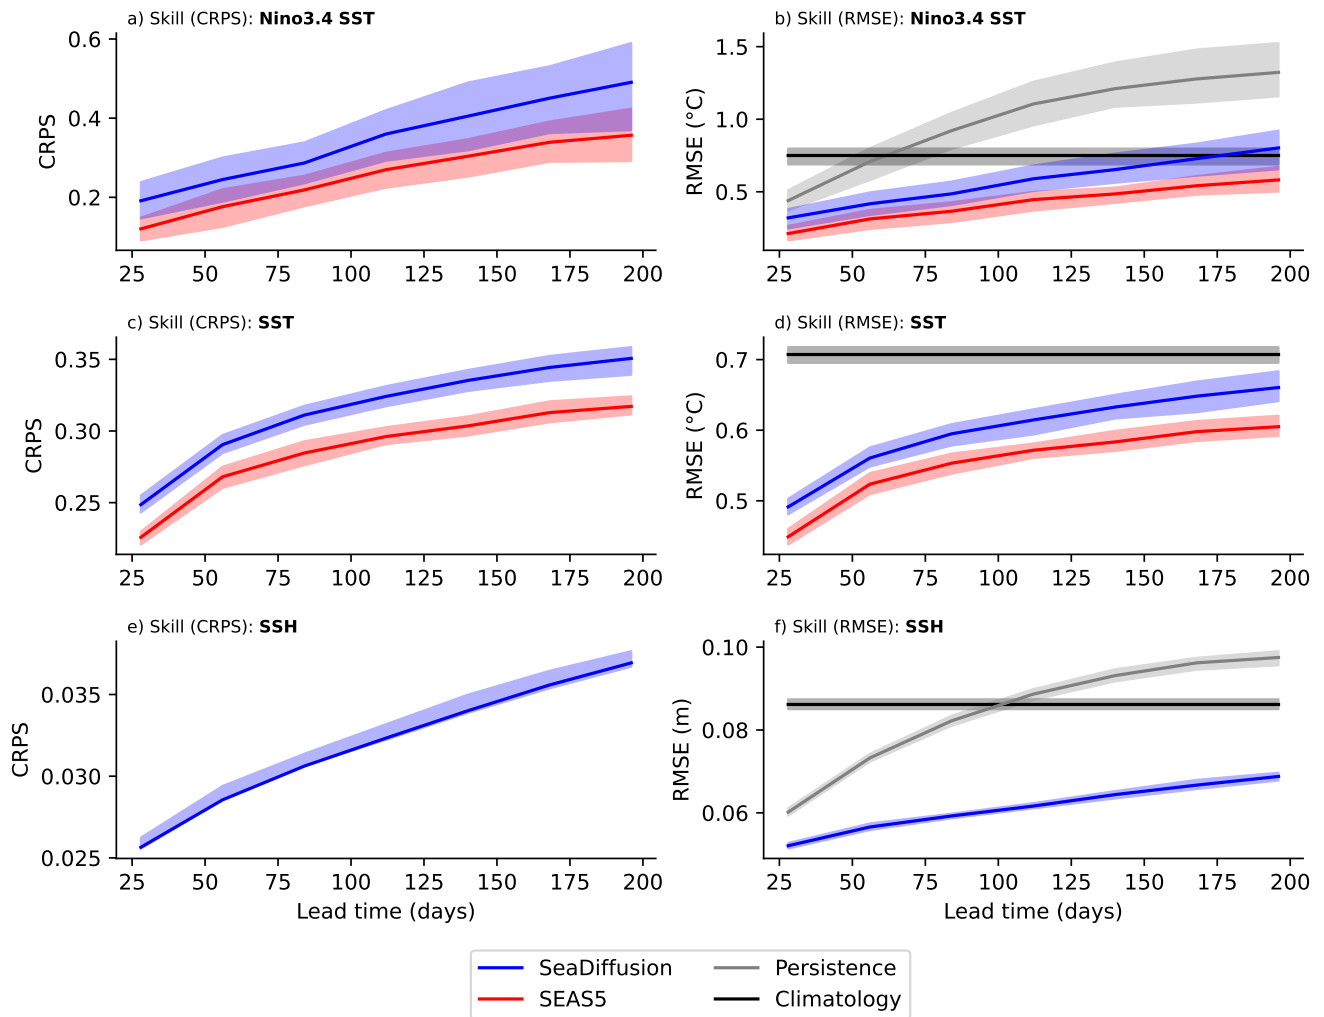 a) Skill (CRPS): Nino3.4 SST
CRPS
0.6
0.4
0.2
25 50 75 100 125 150 175 200
b) Skill (RMSE): Nino3.4 SST
RMSE (°C)
1.5
1.0
0.5
25 50 75 100 125 150 175 200
c) Skill (CRPS): SST
CRPS
0.35
0.30
0.25
25 50 75 100 125 150 175 200
d) Skill (RMSE): SST
RMSE (°C)
0.7
0.6
0.5
25 50 75 100 125 150 175 200
e) Skill (CRPS): SSH
CRPS
0.035
0.030
0.025
25 50 75 100 125 150 175 200
Lead time (days)
f) Skill (RMSE): SSH
RMSE (m)
0.10
0.08
0.06
25 50 75 100 125 150 175 200
Lead time (days)
SeaDiffusion
SEAS5
Persistence
Climatology